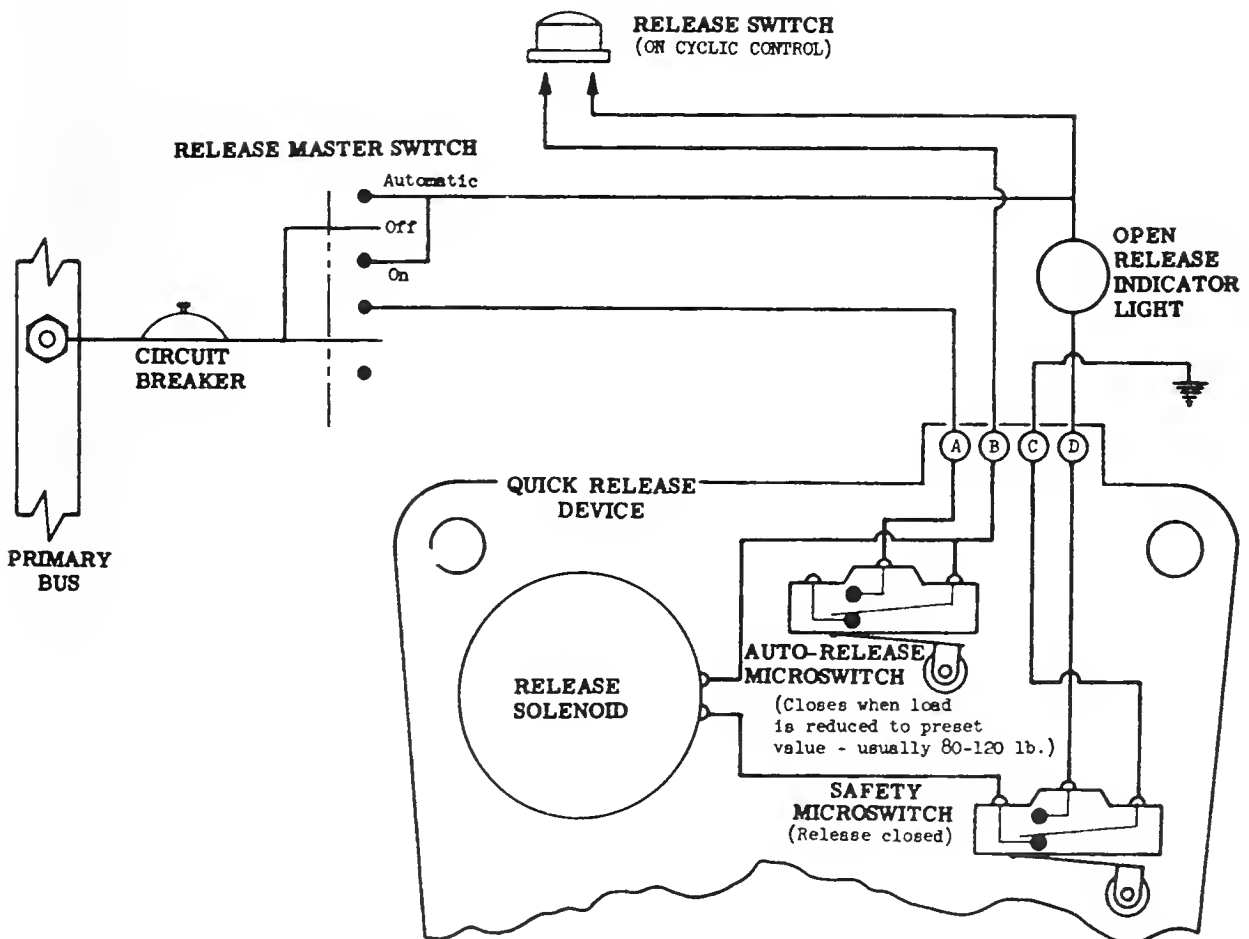 RELEASE SWITCH
(ON CYCLIC CONTROL)
RELEASE MASTER SWITCH
Automatic
Off
On
OPEN
RELEASE
INDICATOR
LIGHT
CIRCUIT
BREAKER
PRIMARY
BUS
A B C D
QUICK RELEASE
DEVICE
RELEASE
SOLENOID
AUTO-RELEASE
MICROSWITCH
(Closes when load
is reduced to preset
value - usually 80-120 lb.)
SAFETY
MICROSWITCH
(Release closed)